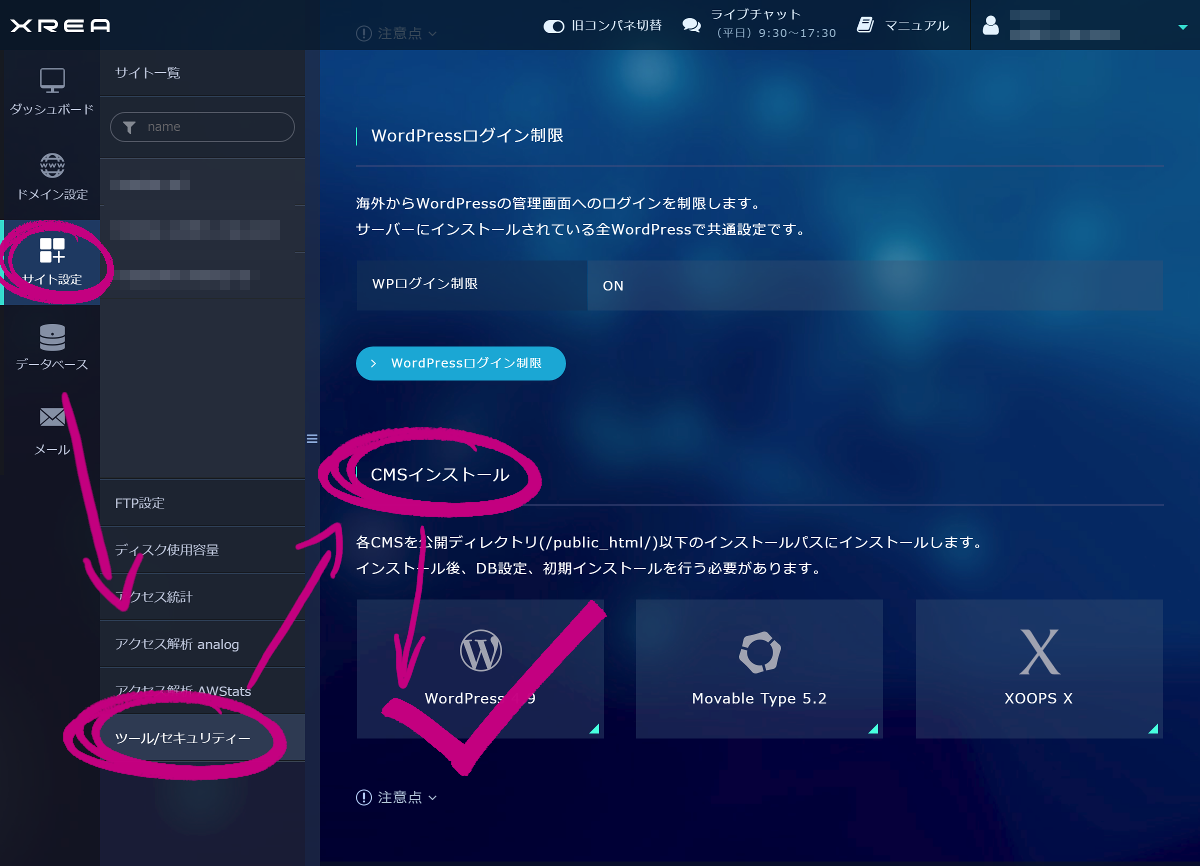 XREA
注意点
旧コンパネ切替
ライブチャット
(平日) 9:30～17:30
マニュアル
ダッシュボード
WWW
ドメイン設定
サイト設定
データベース
メール
サイト一覧
name
FTP設定
ディスク使用容量
アクセス統計
アクセス解析 analog
アクセス解析 AWStats
ツール/セキュリティー
WordPressログイン制限
海外からWordPressの管理画面へのログインを制限します。
サーバーにインストールされている全WordPressで共通設定です。
WPログイン制限
ON
WordPressログイン制限
CMSインストール
各CMSを公開ディレクトリ(/public_html/)以下のインストールパスにインストールします。
インストール後、DB設定、初期インストールを行う必要があります。
WordPress
Movable Type 5.2
XOOPS X
注意点